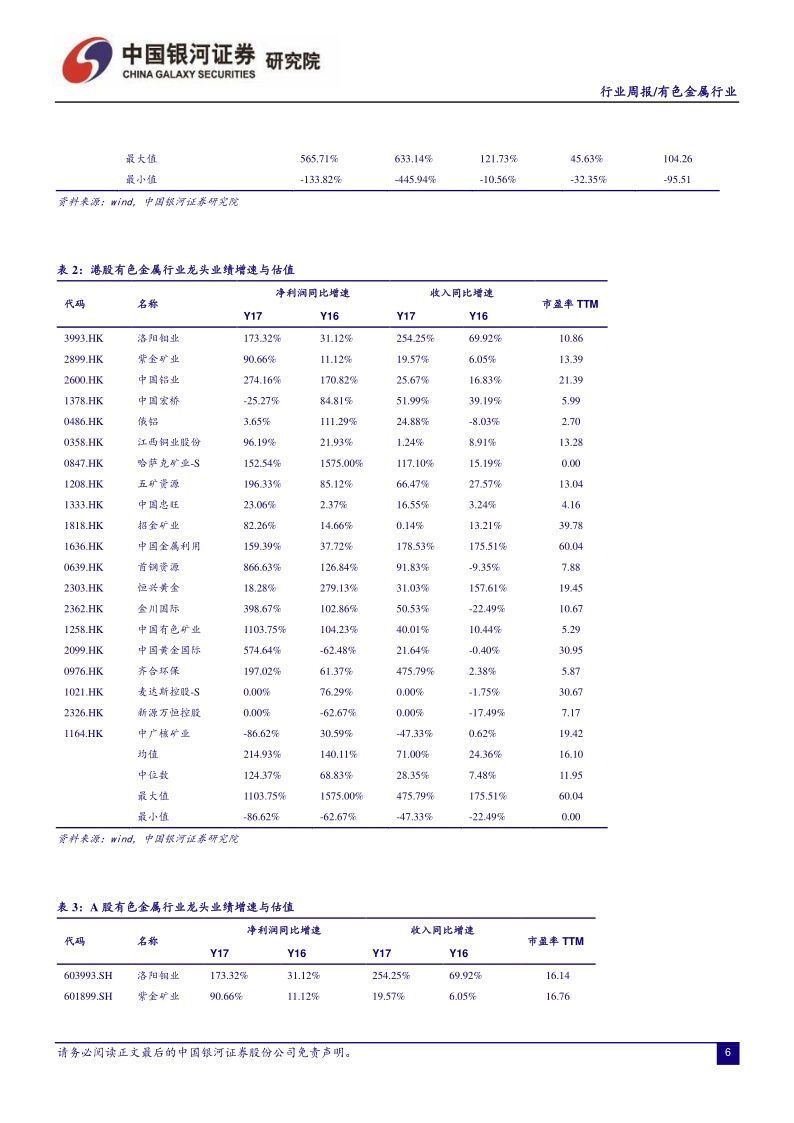 中国银河证券 研究院
CHINA GALAXY SECURITIES
行业周报/有色金属行业
最大值 565.71% 633.14% 121.73% 45.63% 104.26
最小值 -133.82% -445.94% -10.56% -32.35% -95.51
资料来源：wind，中国银河证券研究院
表 2：港股有色金属行业龙头业绩增速与估值
代码 名称 净利润同比增速 收入同比增速 市盈率 TTM
Y17 Y16 Y17 Y16
3993.HK 洛阳钼业 173.32% 31.12% 254.25% 69.92% 10.86
2899.HK 紫金矿业 90.66% 11.12% 19.57% 6.05% 13.39
2600.HK 中国铝业 274.16% 170.82% 25.67% 16.83% 21.39
1378.HK 中国宏桥 -25.27% 84.81% 51.99% 39.19% 5.99
0486.HK 俄铝 3.65% 111.29% 24.88% -8.03% 2.70
0358.HK 江西铜业股份 96.19% 21.93% 1.24% 8.91% 13.28
0847.HK 哈萨克矿业-S 152.54% 1575.00% 117.10% 15.19% 0.00
1208.HK 五矿资源 196.33% 85.12% 66.47% 27.57% 13.04
1333.HK 中国忠旺 23.06% 2.37% 16.55% 3.24% 4.16
1818.HK 招金矿业 82.26% 14.66% 0.14% 13.21% 39.78
1636.HK 中国金属利用 159.39% 37.72% 178.53% 175.51% 60.04
0639.HK 首钢资源 866.63% 126.84% 91.83% -9.35% 7.88
2303.HK 恒兴黄金 18.28% 279.13% 31.03% 157.61% 19.45
2362.HK 金川国际 398.67% 102.86% 50.53% -22.49% 10.67
1258.HK 中国有色矿业 1103.75% 104.23% 40.01% 10.44% 5.29
2099.HK 中国黄金国际 574.64% -62.48% 21.64% -0.40% 30.95
0976.HK 齐合环保 197.02% 61.37% 475.79% 2.38% 5.87
1021.HK 麦达斯控股-S 0.00% 76.29% 0.00% -1.75% 30.67
2326.HK 新源万恒控股 0.00% -62.67% 0.00% -17.49% 7.17
1164.HK 中广核矿业 -86.62% 30.59% -47.33% 0.62% 19.42
均值 214.93% 140.11% 71.00% 24.36% 16.10
中位数 124.37% 68.83% 28.35% 7.48% 11.95
最大值 1103.75% 1575.00% 475.79% 175.51% 60.04
最小值 -86.62% -62.67% -47.33% -22.49% 0.00
资料来源：wind，中国银河证券研究院
表 3：A 股有色金属行业龙头业绩增速与估值
代码 名称 净利润同比增速 收入同比增速 市盈率 TTM
Y17 Y16 Y17 Y16
603993.SH 洛阳钼业 173.32% 31.12% 254.25% 69.92% 16.14
601899.SH 紫金矿业 90.66% 11.12% 19.57% 6.05% 16.76
请务必阅读正文最后的中国银河证券股份公司免责声明。
6